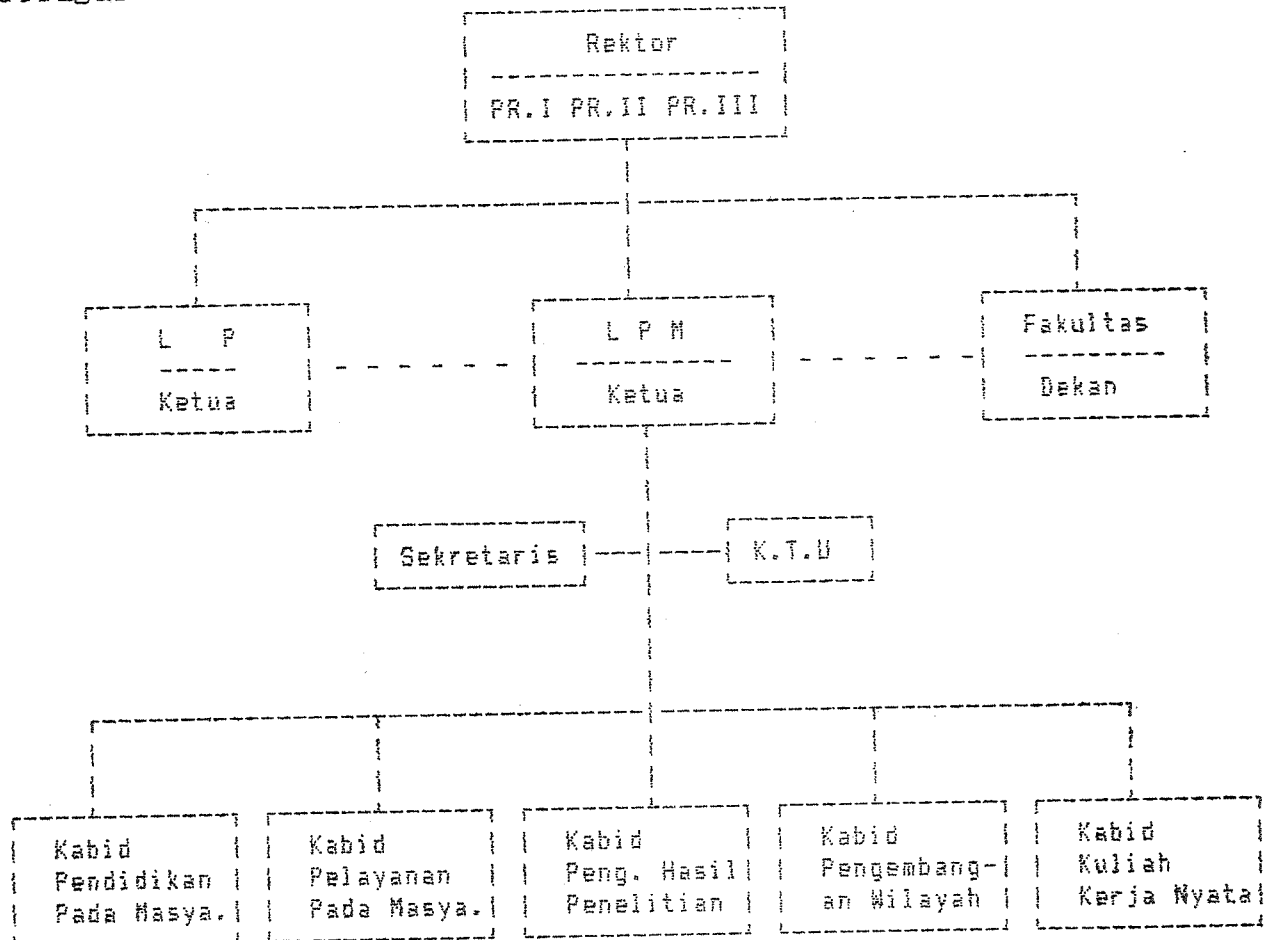 Rektor
PR.I PR.II PR.III
L P
Ketua
L P M
Ketua
Fakultas
Dekan
Sekretaris
K.T.U
Kabid
Pendidikan
Pada Masya.
Kabid
Pelayanan
Pada Masya.
Kabid
Peng. Hasil
Penelitian
Kabid
Pengembang-
an Wilayah
Kabid
Kuliah
Kerja Nyata